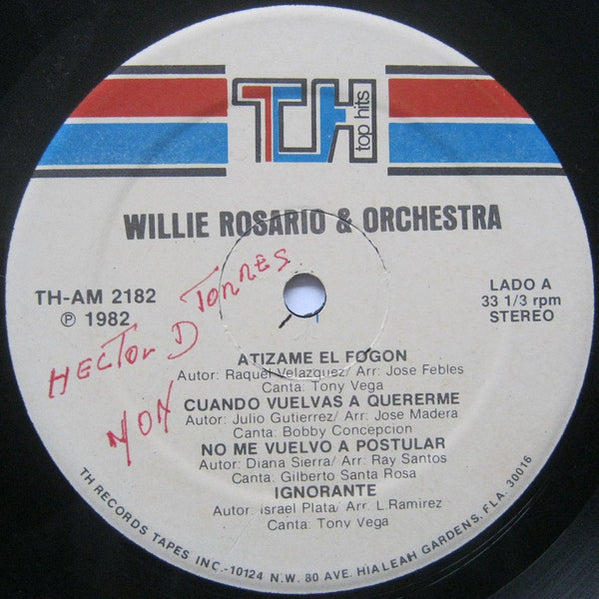 TH
top hits
WILLIE ROSARIO & ORCHESTRA
TH-AM 2182
℗ 1982
LADO A
33 1/3 rpm
STEREO
HECTOR D TORRES
MON
ATIZAME EL FOGON
Autor: Raquel Velazquez/ Arr: Jose Febles
Canta: Tony Vega
CUANDO VUELVAS A QUERERME
Autor: Julio Gutierrez/ Arr: Jose Madera
Canta: Bobby Concepcion
NO ME VUELVO A POSTULAR
Autor: Diana Sierra/ Arr: Ray Santos
Canta: Gilberto Santa Rosa
IGNORANTE
Autor: Israel Plata/ Arr. L.Ramirez
Canta: Tony Vega
TH RECORDS TAPES, INC.-10124 N.W. 80 AVE. HIALEAH GARDENS, FLA. 30016